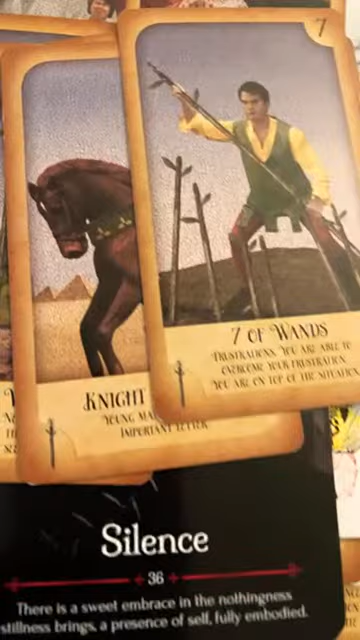 7
7 OF WANDS
FRUSTRATIONS. YOU ARE ABLE TO
OVERCOME YOUR FRUSTRATION.
YOU ARE ON TOP OF THE SITUATION.
KNIGHT
YOUNG
IMPORTANT LETTER
Silence
36
There is a sweet embrace in the nothingness
stillness brings, a presence of self, fully embodied.